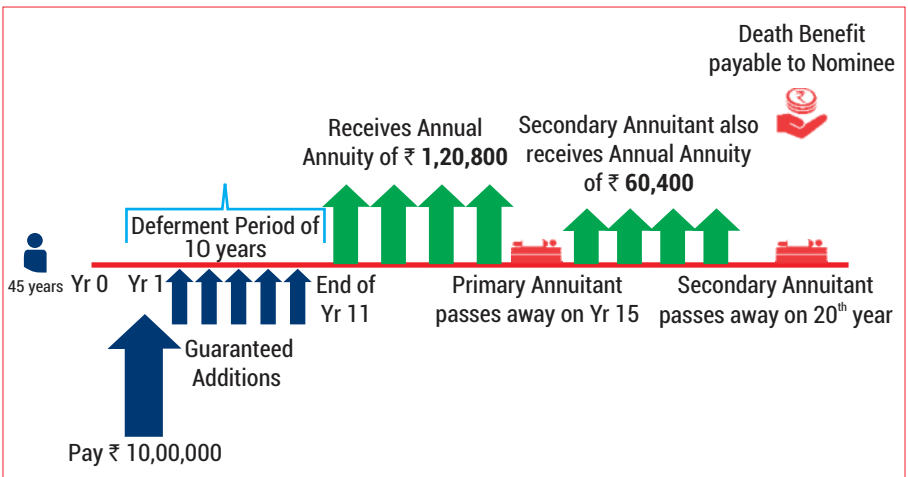 Death Benefit
payable to Nominee
₹
Receives Annual
Annuity of ₹ 1,20,800
Secondary Annuitant also
receives Annual Annuity
of ₹ 60,400
Deferment Period of
10 years
45 years
Yr 0
Yr 1
End of
Yr 11
Primary Annuitant
passes away on Yr 15
Secondary Annuitant
passes away on 20th year
Guaranteed
Additions
Pay ₹ 10,00,000